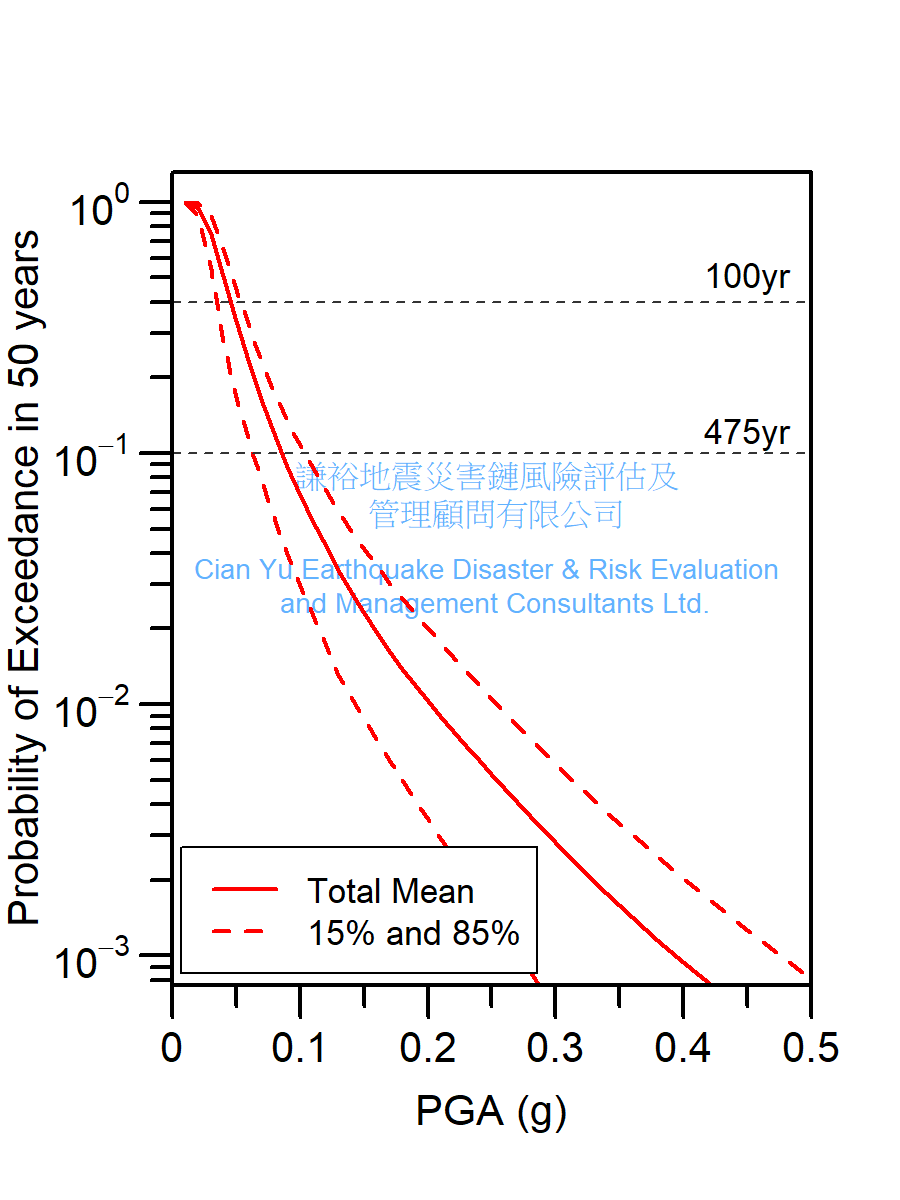 10⁰
10⁻¹
10⁻²
10⁻³
Probability of Exceedance in 50 years
100yr
475yr
謙裕地震災害鏈風險評估及
管理顧問有限公司
Cian Yu Earthquake Disaster & Risk Evaluation
and Management Consultants Ltd.
Total Mean
15% and 85%
0 0.1 0.2 0.3 0.4 0.5
PGA (g)